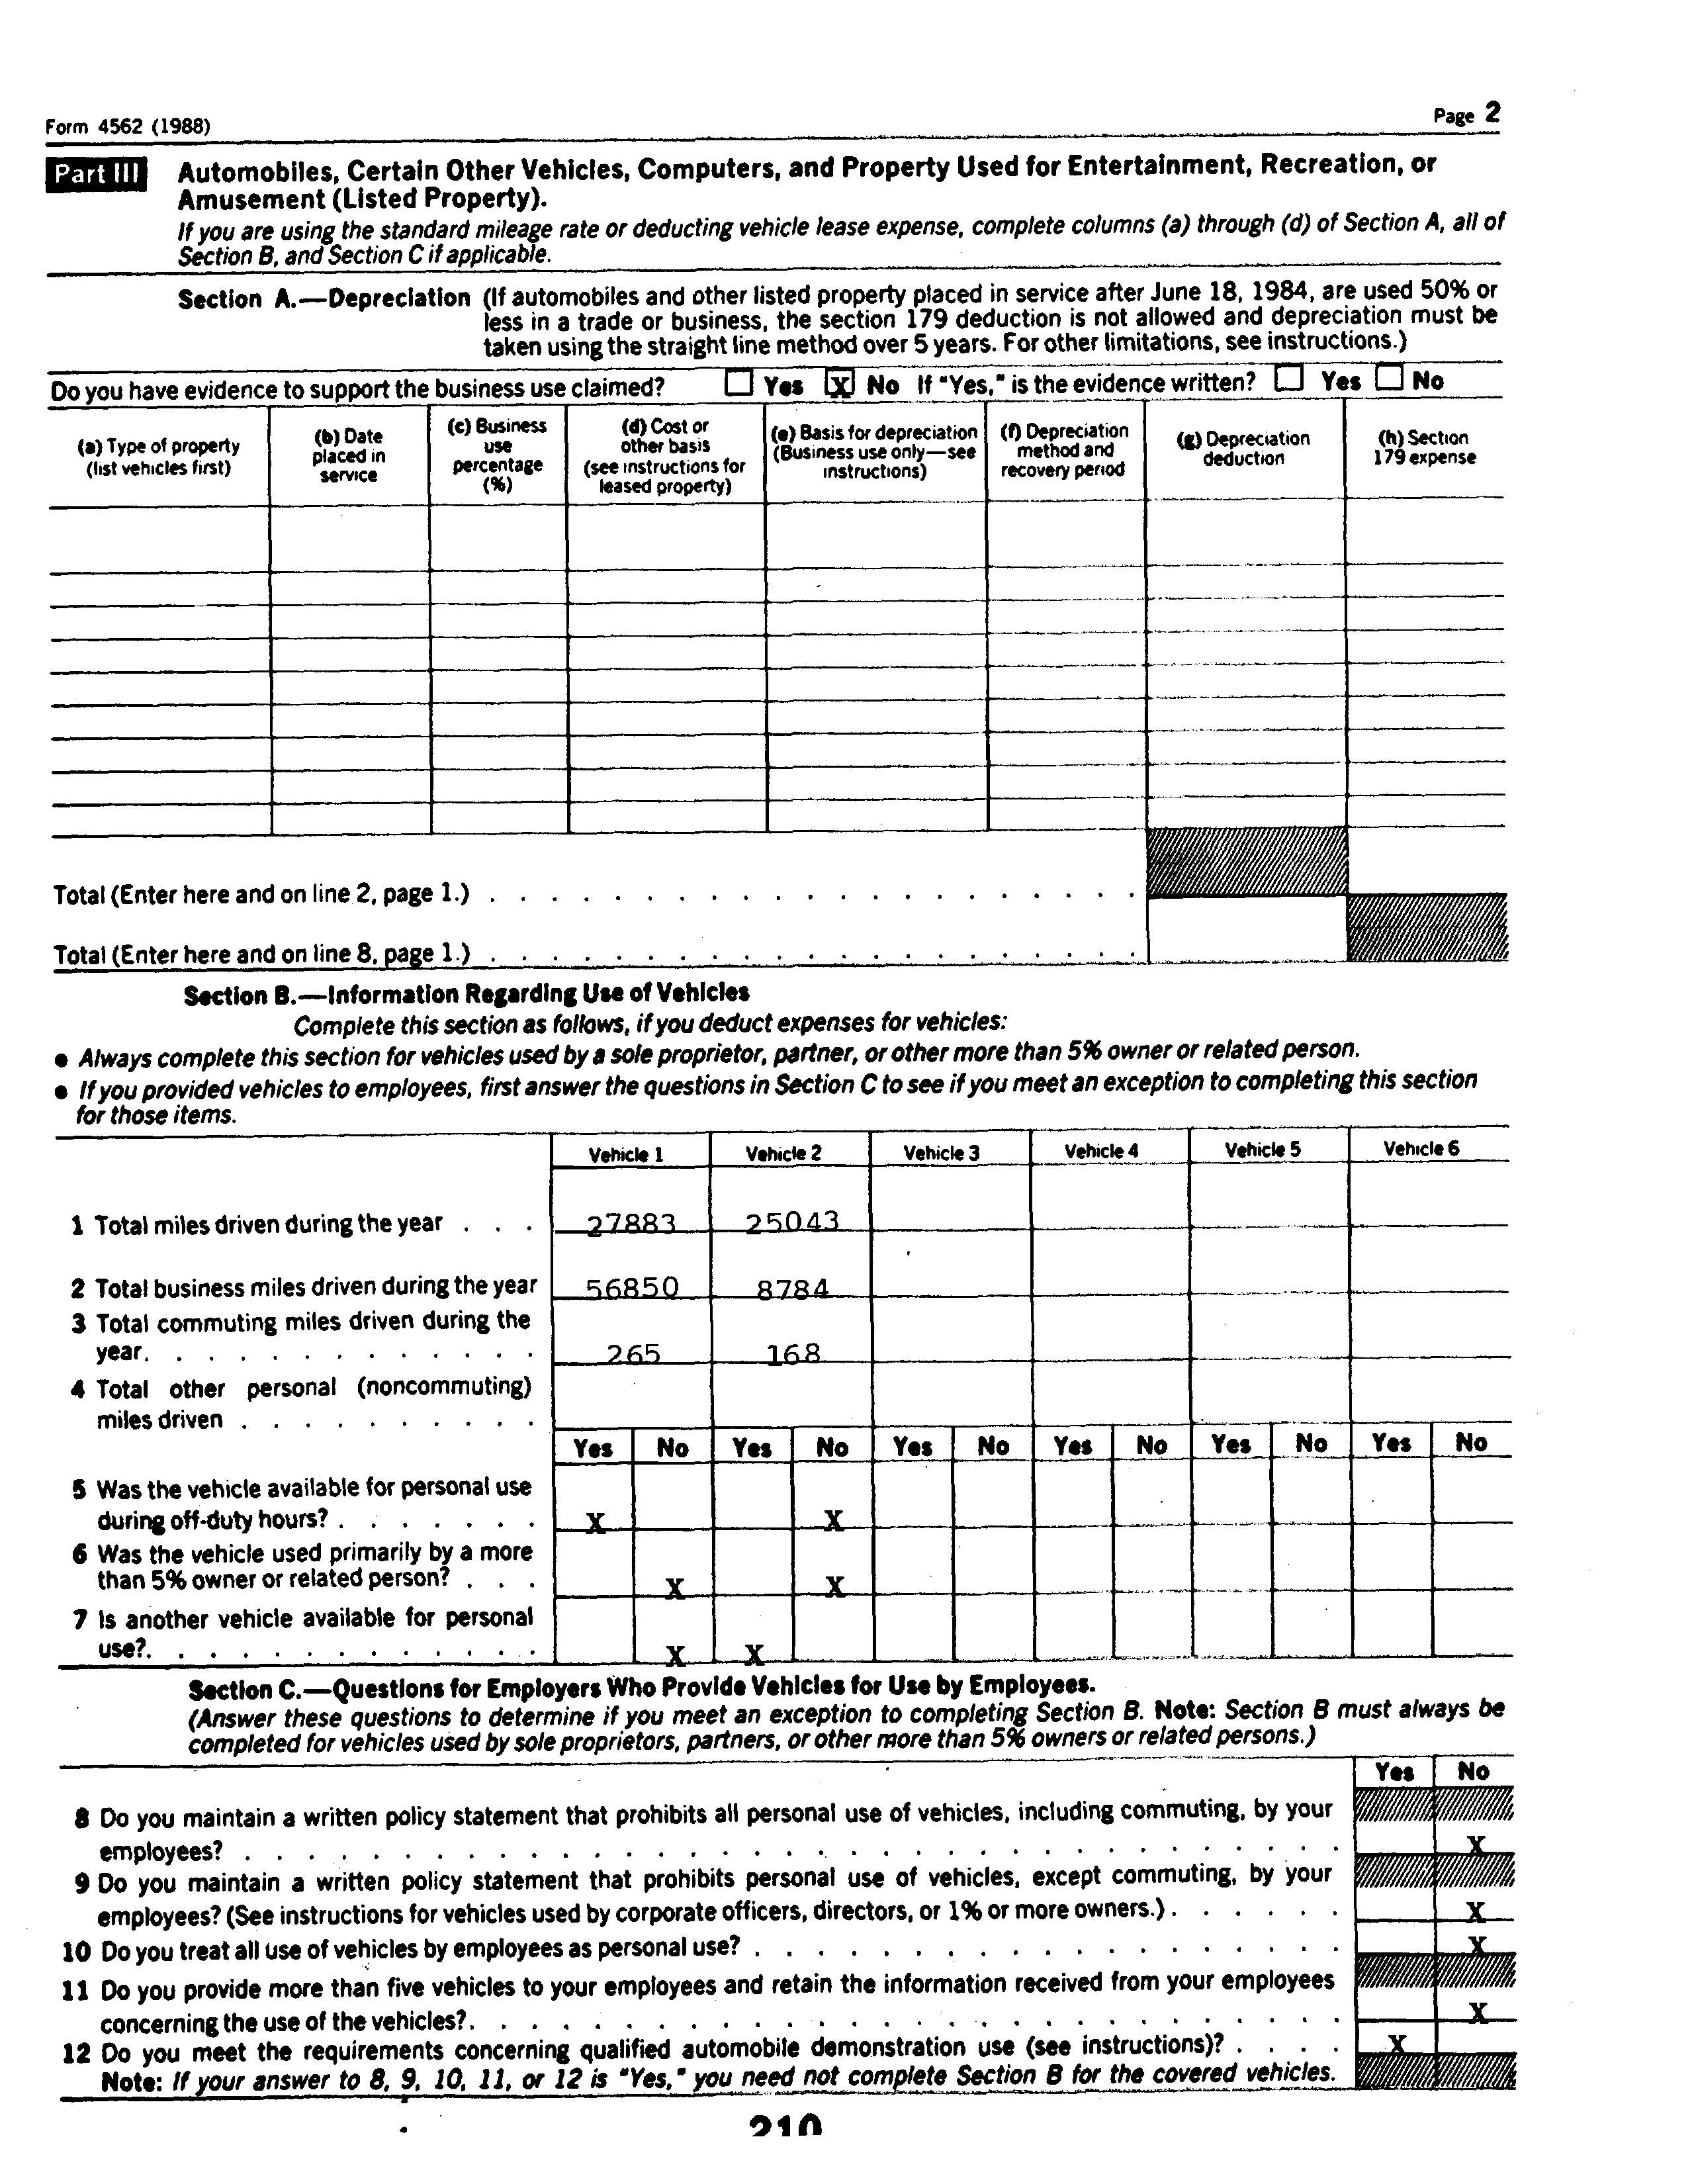 Form 4562 (1988)
Page 2
Part III
Automobiles, Certain Other Vehicles, Computers, and Property Used for Entertainment, Recreation, or
Amusement (Listed Property).
If you are using the standard mileage rate or deducting vehicle lease expense, complete columns (a) through (d) of Section A, all of
Section B, and Section C if applicable.
Section A.—Depreciation (If automobiles and other listed property placed in service after June 18, 1984, are used 50% or
less in a trade or business, the section 179 deduction is not allowed and depreciation must be
taken using the straight line method over 5 years. For other limitations, see instructions.)
Do you have evidence to support the business use claimed? Yes X No If "Yes," is the evidence written? Yes No
(a) Type of property
(list vehicles first)
(b) Date
placed in
service
(c) Business
use
percentage
(%)
(d) Cost or
other basis
(see instructions for
leased property)
(e) Basis for depreciation
(Business use only—see
instructions)
(f) Depreciation
method and
recovery period
(g) Depreciation
deduction
(h) Section
179 expense
Total (Enter here and on line 2, page 1.) . . . . . . . . . . . . . . . . . . . . .
Total (Enter here and on line 8, page 1.) . . . . . . . . . . . . . . . . . . . . .
Section B.—Information Regarding Use of Vehicles
Complete this section as follows, if you deduct expenses for vehicles:
● Always complete this section for vehicles used by a sole proprietor, partner, or other more than 5% owner or related person.
● If you provided vehicles to employees, first answer the questions in Section C to see if you meet an exception to completing this section
for those items.
Vehicle 1 Vehicle 2 Vehicle 3 Vehicle 4 Vehicle 5 Vehicle 6
1 Total miles driven during the year . . . 27883 25043
2 Total business miles driven during the year 56850 8784
3 Total commuting miles driven during the
year. . . . . . . . . . . . . 265 168
4 Total other personal (noncommuting)
miles driven . . . . . . . . . .
Yes No Yes No Yes No Yes No Yes No Yes No
5 Was the vehicle available for personal use
during off-duty hours? . . . . . . . X X
6 Was the vehicle used primarily by a more
than 5% owner or related person? . . . X X
7 Is another vehicle available for personal
use?. . . . . . . . . . . . . X X
Section C.—Questions for Employers Who Provide Vehicles for Use by Employees.
(Answer these questions to determine if you meet an exception to completing Section B. Note: Section B must always be
completed for vehicles used by sole proprietors, partners, or other more than 5% owners or related persons.)
Yes No
8 Do you maintain a written policy statement that prohibits all personal use of vehicles, including commuting, by your
employees? . . . . . . . . . . . . . . . . . . . . . . . . . . . . . . . . . . X
9 Do you maintain a written policy statement that prohibits personal use of vehicles, except commuting, by your
employees? (See instructions for vehicles used by corporate officers, directors, or 1% or more owners.) . . . . . . X
10 Do you treat all use of vehicles by employees as personal use? . . . . . . . . . . . . . . . . . . . X
11 Do you provide more than five vehicles to your employees and retain the information received from your employees
concerning the use of the vehicles?. . . . . . . . . . . . . . . . . . . . . . . . . . . . X
12 Do you meet the requirements concerning qualified automobile demonstration use (see instructions)? . . . . X
Note: If your answer to 8, 9, 10, 11, or 12 is "Yes," you need not complete Section B for the covered vehicles.
210